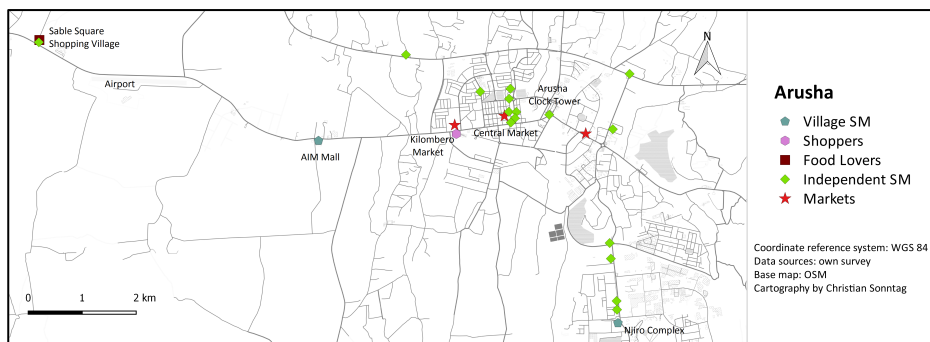 Sable Square
Shopping Village
Airport
AIM Mall
Kilombero
Market
Central Market
Arusha
Clock Tower
Njiro Complex
N
0 1 2 km
Arusha
Village SM
Shoppers
Food Lovers
Independent SM
Markets
Coordinate reference system: WGS 84
Data sources: own survey
Base map: OSM
Cartography by Christian Sonntag